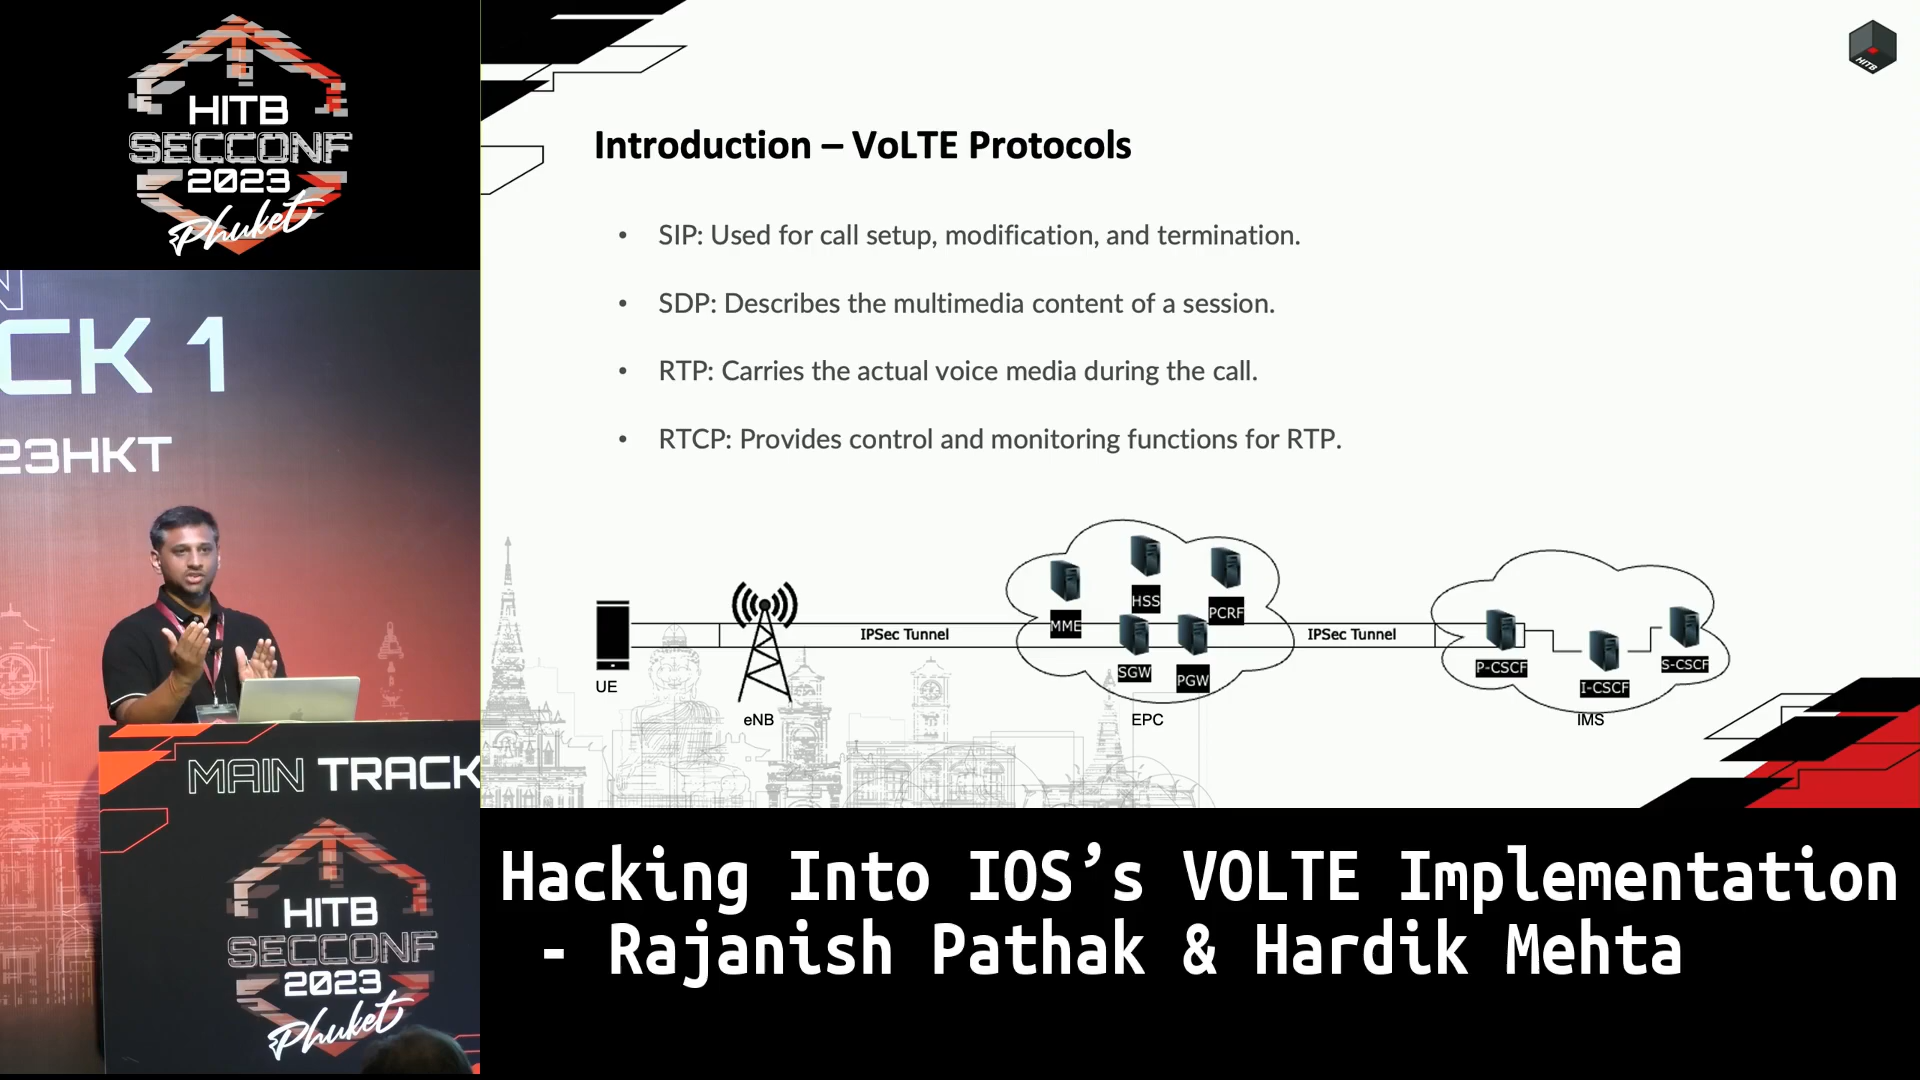 HITB
SECCONF
2023
Phuket
CK 1
23HKT
MAIN TRACK
HITB
SECCONF
2023
Phuket
HITB
Introduction – VoLTE Protocols
• SIP: Used for call setup, modification, and termination.
• SDP: Describes the multimedia content of a session.
• RTP: Carries the actual voice media during the call.
• RTCP: Provides control and monitoring functions for RTP.
UE
eNB
IPSec Tunnel
MME
HSS
PCRF
SGW
PGW
EPC
IPSec Tunnel
P-CSCF
I-CSCF
S-CSCF
IMS
Hacking Into IOS’s VOLTE Implementation
- Rajanish Pathak & Hardik Mehta